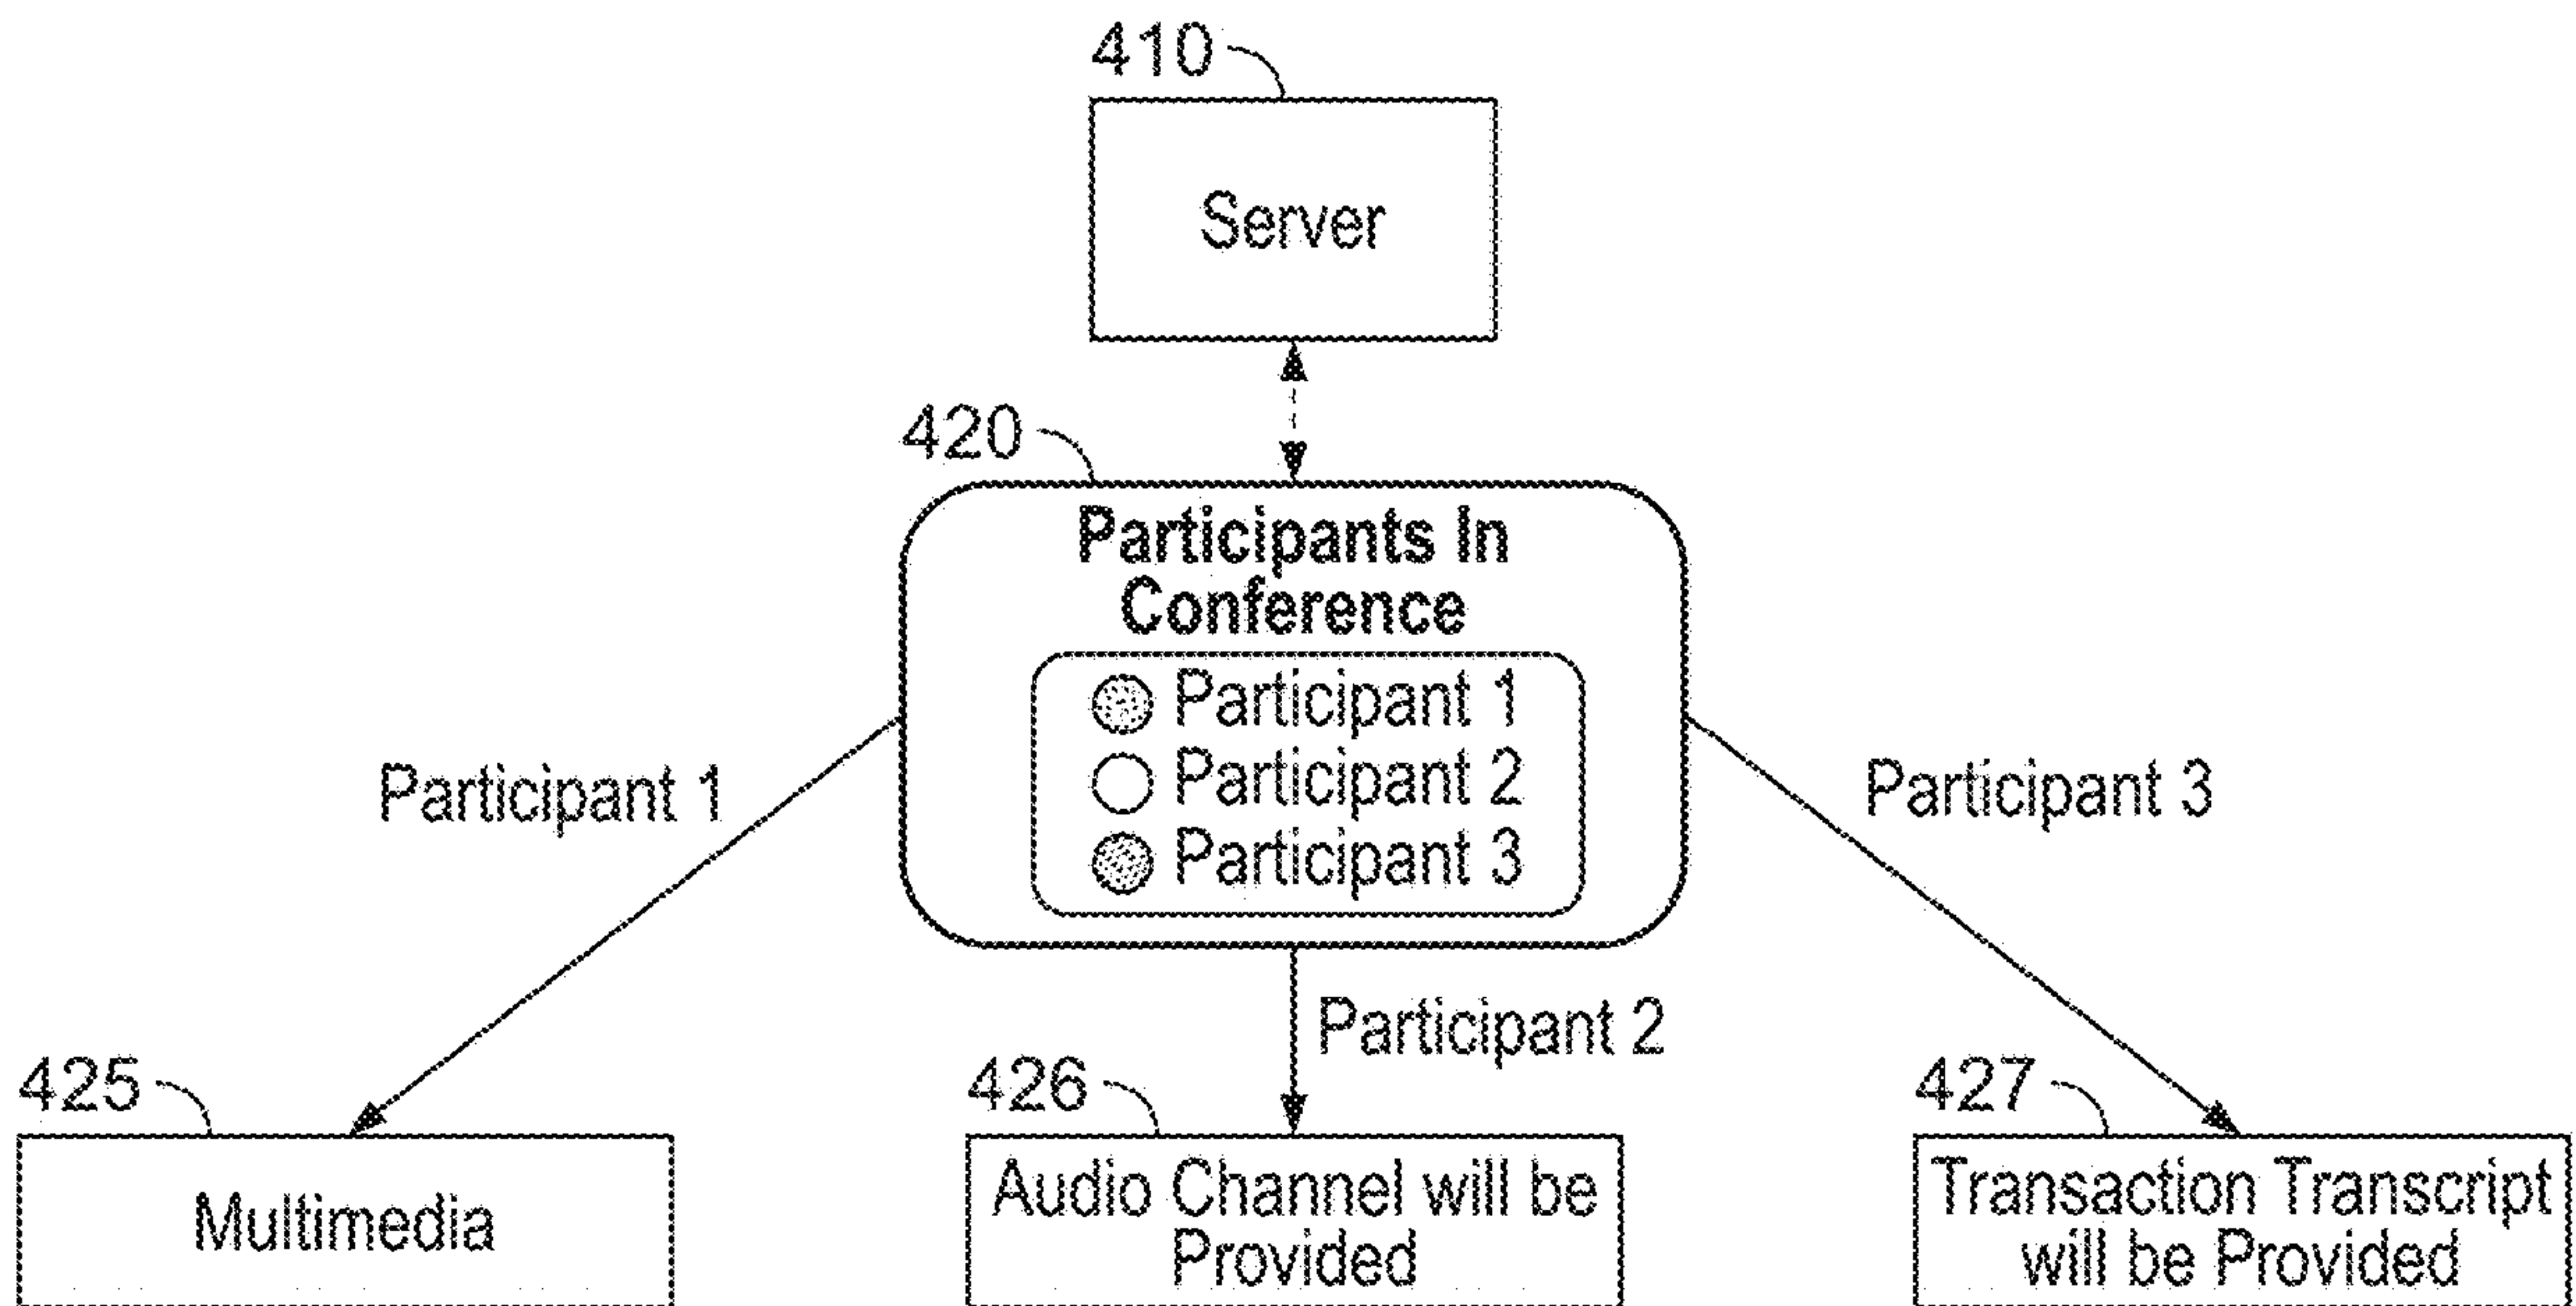 410
Server
420
Participants In
Conference
Participant 1
Participant 2
Participant 3
Participant 1
Participant 3
Participant 2
425
Multimedia
426
Audio Channel will be
Provided
427
Transaction Transcript
will be Provided